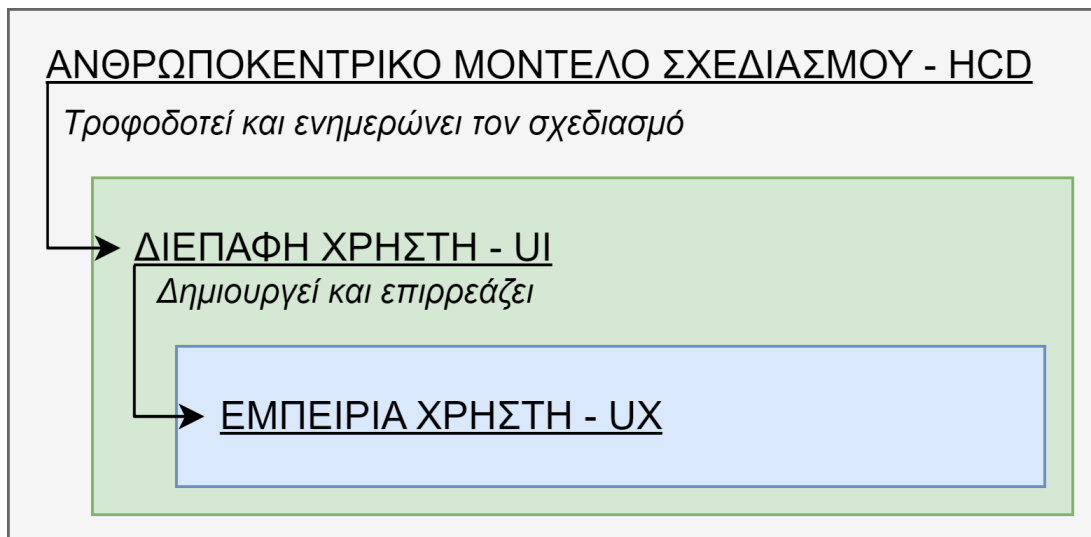 ΑΝΘΡΩΠΟΚΕΝΤΡΙΚΟ ΜΟΝΤΕΛΟ ΣΧΕΔΙΑΣΜΟΥ - HCD
Τροφοδοτεί και ενημερώνει τον σχεδιασμό
ΔΙΕΠΑΦΗ ΧΡΗΣΤΗ - UI
Δημιουργεί και επιρρεάζει
ΕΜΠΕΙΡΙΑ ΧΡΗΣΤΗ - UX